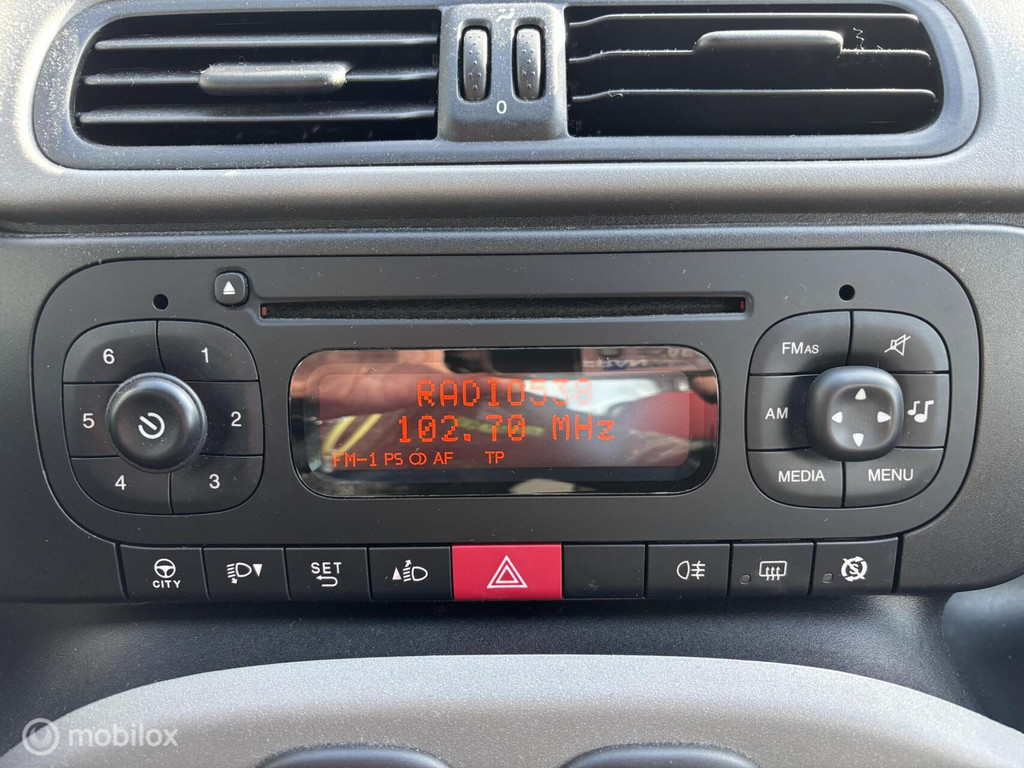 0
6 1
5 2
4 3
RADIO538
102.70 MHz
FM-1 PS AF TP
FMAS
AM
MEDIA MENU
CITY
SET
mobilox